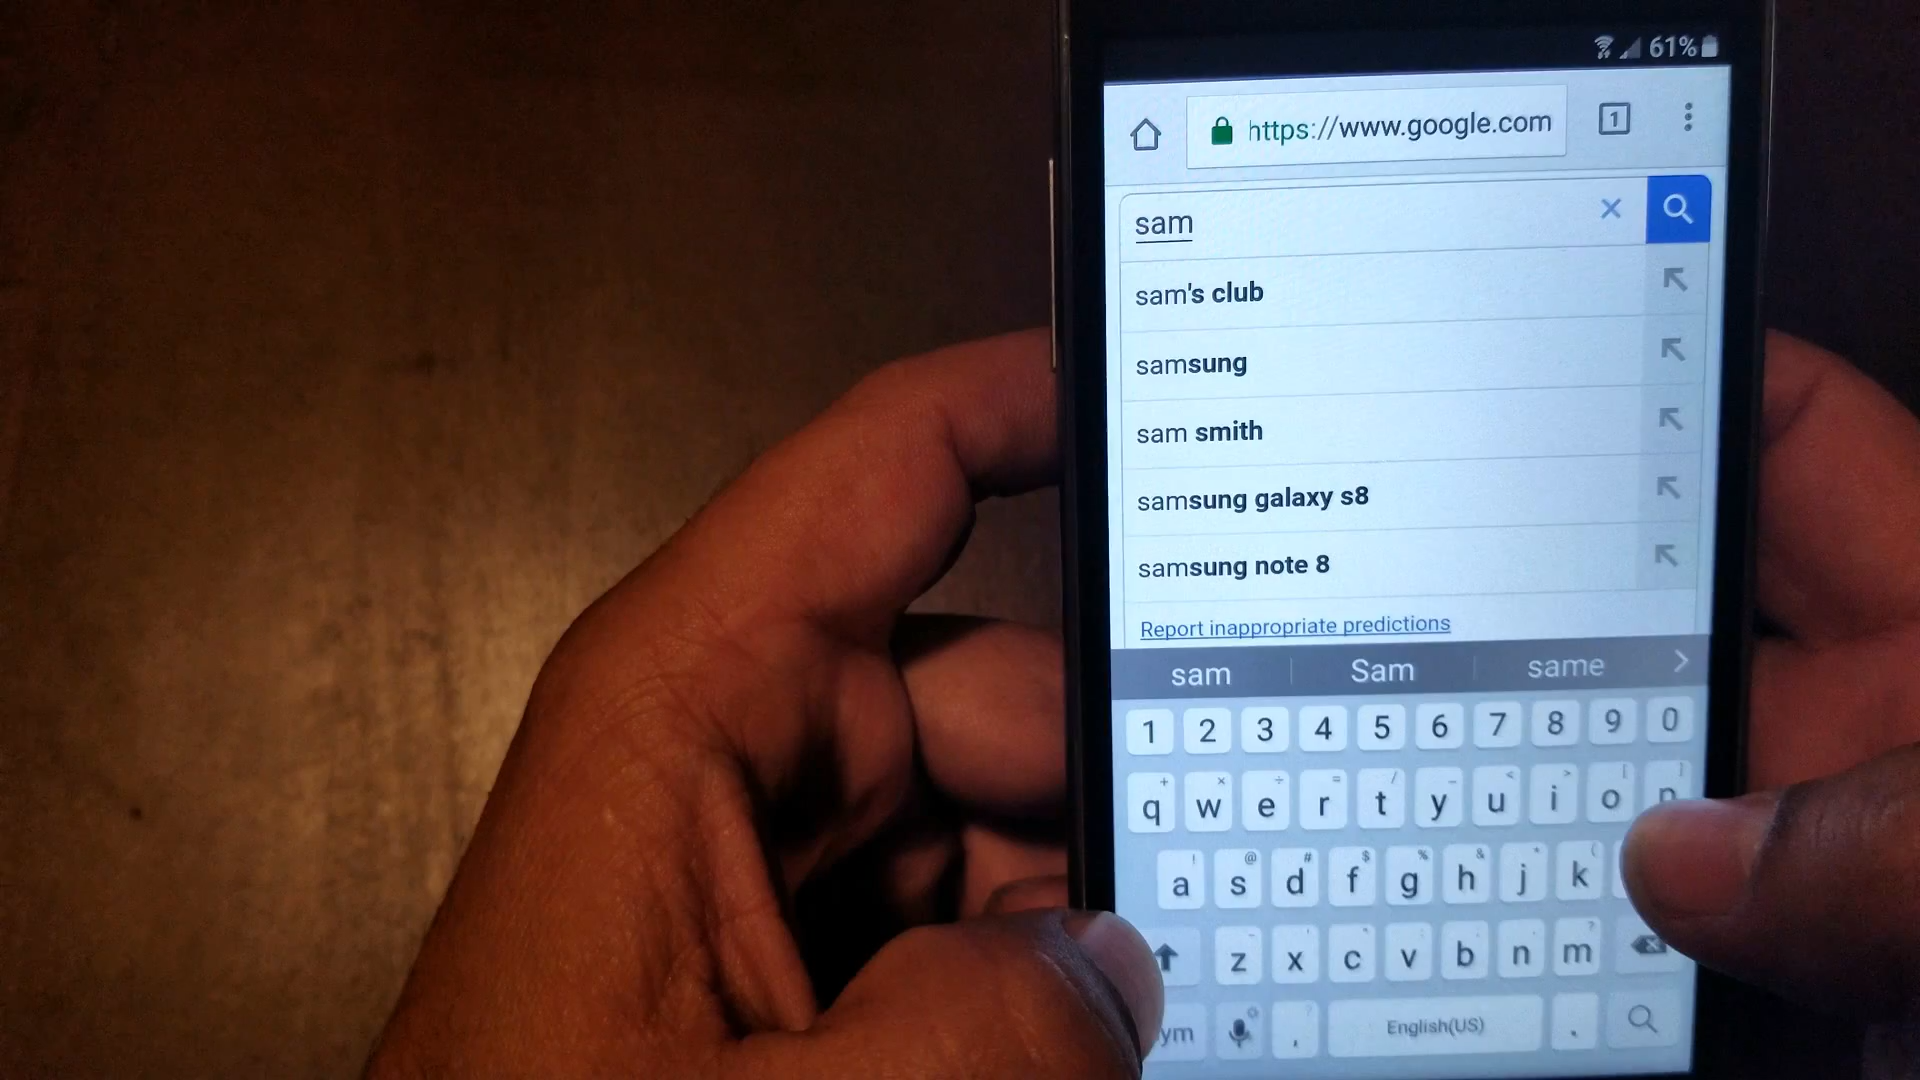 61%
https://www.google.com
1
sam
sam's club
samsung
sam smith
samsung galaxy s8
samsung note 8
Report inappropriate predictions
sam Sam same
1 2 3 4 5 6 7 8 9 0
+ × ÷ = / _ < > [ ]
q w e r t y u i o p
! @ # $ % & * (
a s d f g h j k
- ' " : ; ?
z x c v b n m
ym , English(US) .